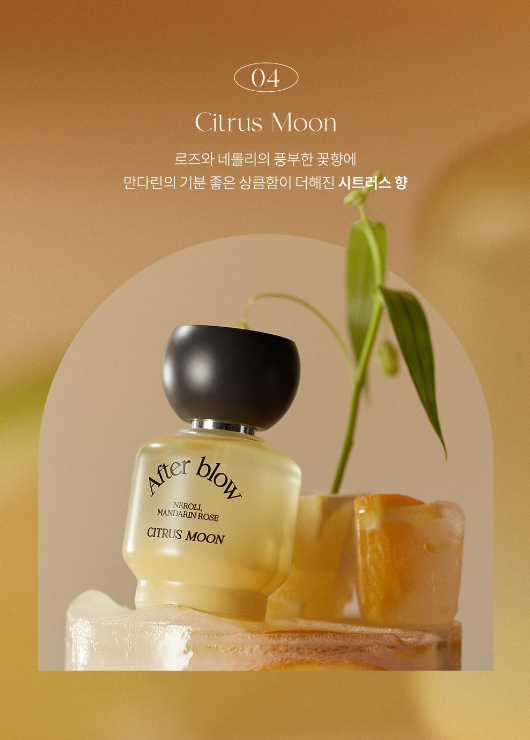 04
Citrus Moon
로즈와 네롤리의 풍부한 꽃향에
만다린의 기분 좋은 상큼함이 더해진 시트러스 향
After blow
NEROLI,
MANDARIN ROSE
CITRUS MOON